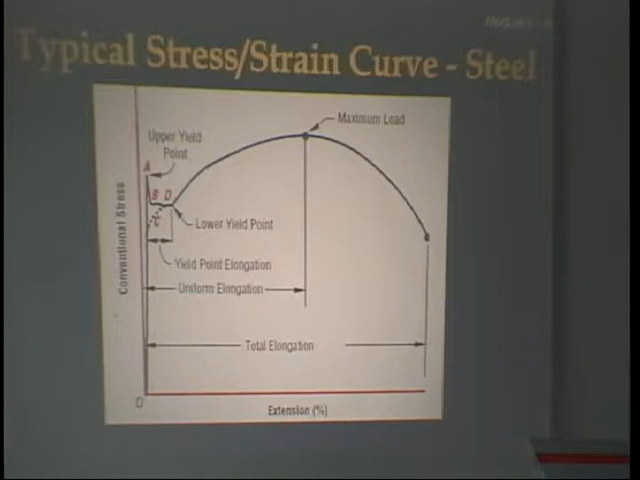 Typical Stress/Strain Curve - Steel
Maximum Load
Upper Yield
Point
A
B D
C
Lower Yield Point
Yield Point Elongation
Uniform Elongation
Total Elongation
Conventional Stress
O
Extension (%)